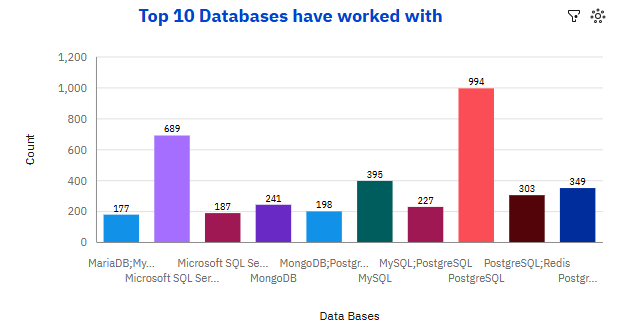 Top 10 Databases have worked with
1,200
1,000
800
600
400
200
0
Count
177
689
187
241
198
395
227
994
303
349
MariaDB;My...
Microsoft SQL Ser...
Microsoft SQL Se...
MongoDB
MongoDB;Postgr...
MySQL
MySQL;PostgreSQL
PostgreSQL
PostgreSQL;Redis
Postgr...
Data Bases